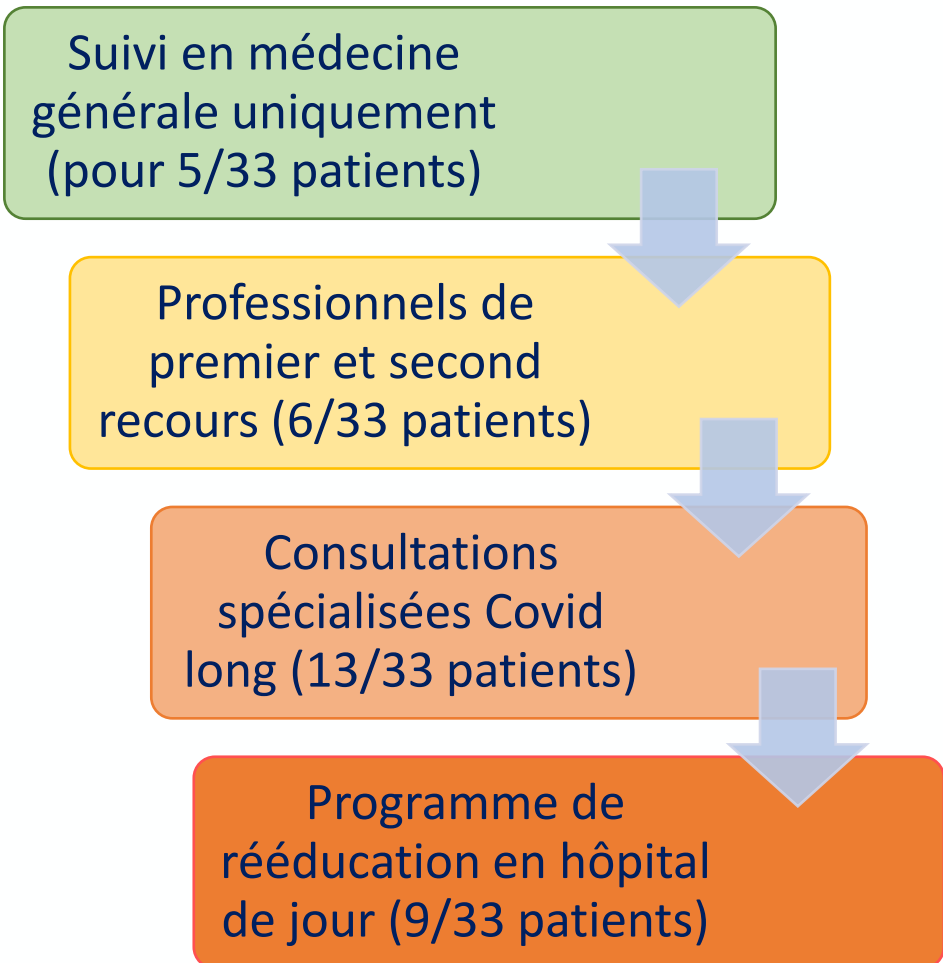 Suivi en médecine
générale uniquement
(pour 5/33 patients)
Professionnels de
premier et second
recours (6/33 patients)
Consultations
spécialisées Covid
long (13/33 patients)
Programme de
rééducation en hôpital
de jour (9/33 patients)